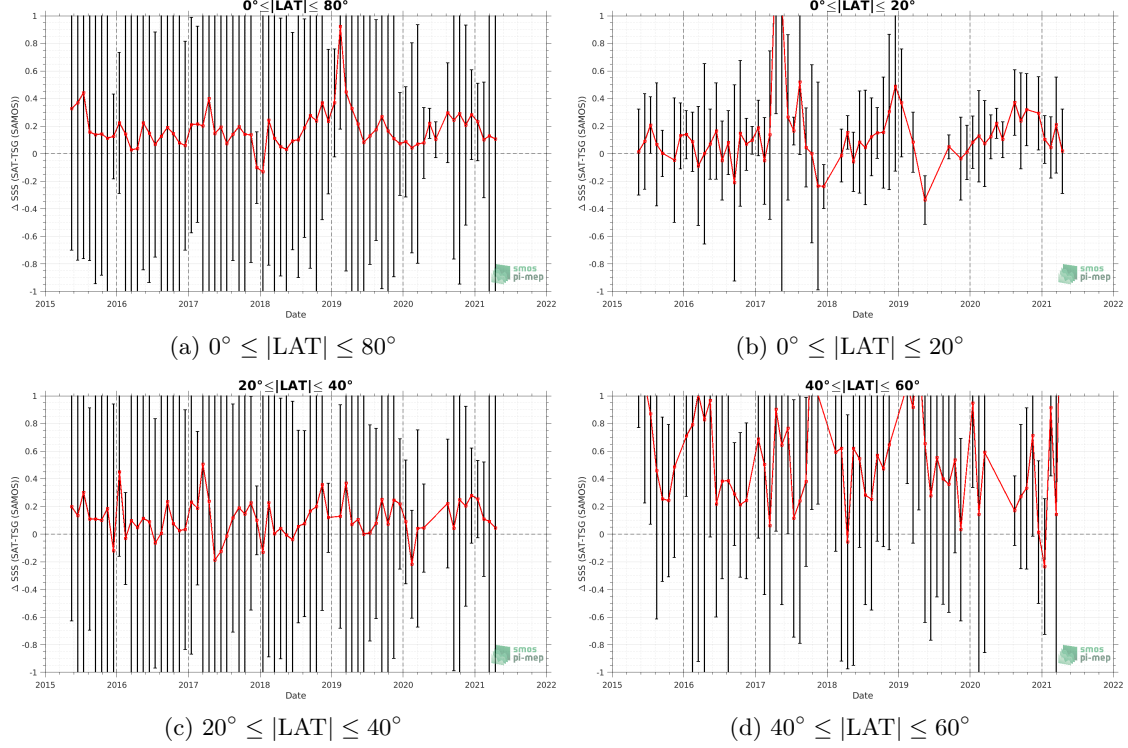 0°≤|LAT|≤ 80°
Δ SSS (SAT-TSG (SAMOS))
1
0.8
0.6
0.4
0.2
0
-0.2
-0.4
-0.6
-0.8
-1
2015 2016 2017 2018 2019 2020 2021 2022
Date
smos
pi-mep
(a) 0° ≤ |LAT| ≤ 80°
0°≤|LAT|≤ 20°
Δ SSS (SAT-TSG (SAMOS))
1
0.8
0.6
0.4
0.2
0
-0.2
-0.4
-0.6
-0.8
-1
2015 2016 2017 2018 2019 2020 2021 2022
Date
smos
pi-mep
(b) 0° ≤ |LAT| ≤ 20°
20°≤|LAT|≤ 40°
Δ SSS (SAT-TSG (SAMOS))
1
0.8
0.6
0.4
0.2
0
-0.2
-0.4
-0.6
-0.8
-1
2015 2016 2017 2018 2019 2020 2021 2022
Date
smos
pi-mep
(c) 20° ≤ |LAT| ≤ 40°
40°≤|LAT|≤ 60°
Δ SSS (SAT-TSG (SAMOS))
1
0.8
0.6
0.4
0.2
0
-0.2
-0.4
-0.6
-0.8
-1
2015 2016 2017 2018 2019 2020 2021 2022
Date
smos
pi-mep
(d) 40° ≤ |LAT| ≤ 60°